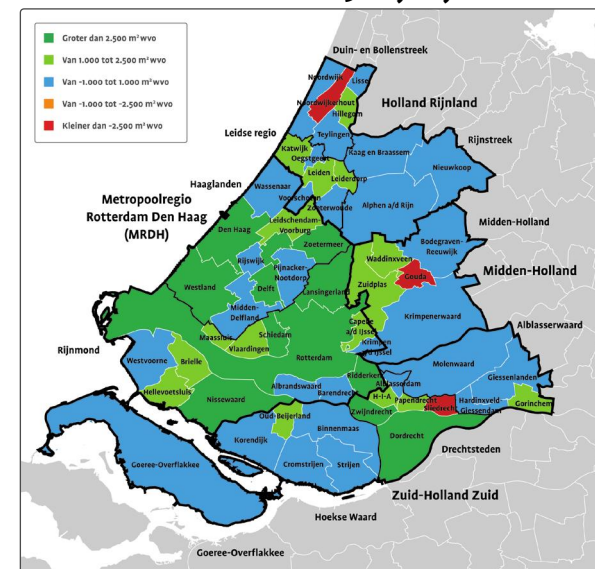 Groter dan 2.500 m² wvo
Van 1.000 tot 2.500 m² wvo
Van -1.000 tot 1.000 m² wvo
Van -1.000 tot -2.500 m² wvo
Kleiner dan -2.500 m² wvo
Duin- en Bollenstreek
Noordwijk
Lisse
Noordwijkerhout
Hillegom
Holland Rijnland
Teylingen
Leidse regio
Rijnstreek
Katwijk
Oegstgeest
Kaag en Braassem
Nieuwkoop
Leiden
Leiderdorp
Haaglanden
Wassenaar
Voorschoten
Zoeterwoude
Alphen a/d Rijn
Metropoolregio
Rotterdam Den Haag
(MRDH)
Den Haag
Leidschendam-
Voorburg
Zoetermeer
Midden-Holland
Bodegraven-
Reeuwijk
Waddinxveen
Rijswijk
Pijnacker-
Nootdorp
Midden-Holland
Gouda
Zuidplas
Westland
Delft
Lansingerland
Midden-
Delfland
Krimpenerwaard
Capelle
a/d IJssel
Alblasserwaard
Maassluis
Schiedam
Vlaardingen
Krimpen
a/d IJssel
Rijnmond
Rotterdam
Westvoorne
Brielle
Molenwaard
Giessenlanden
Ridderkerk
Alblasserdam
Albrandswaard
Barendrecht
Hellevoetsluis
Nissewaard
H-I-A
Papendrecht
Sliedrecht
Hardinxveld-
Giessendam
Gorinchem
Zwijndrecht
Oud-Beijerland
Binnenmaas
Dordrecht
Korendijk
Drechtsteden
Goeree-Overflakkee
Cromstrijen
Strijen
Zuid-Holland Zuid
Hoekse Waard
Goeree-Overflakkee